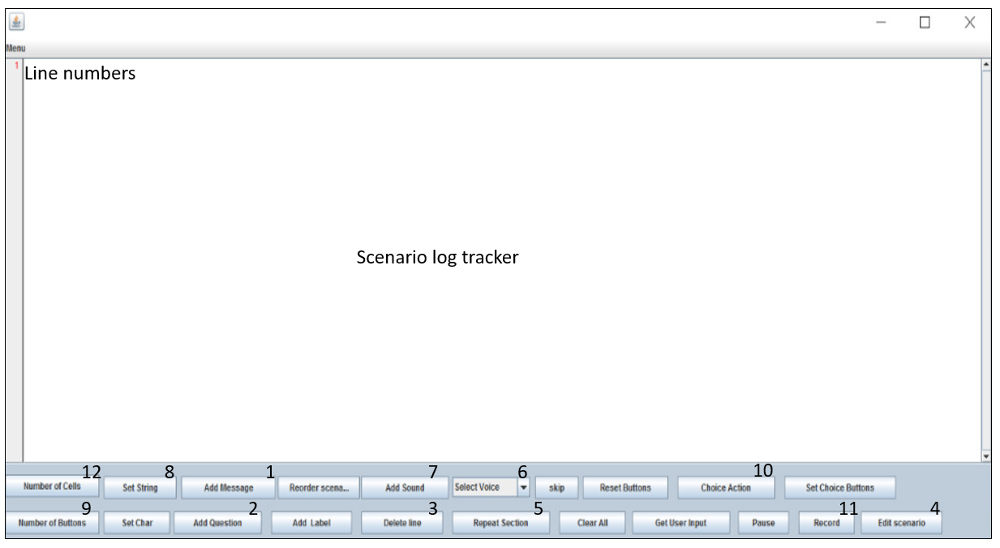 Menu
1
Line numbers
Scenario log tracker
12 8 1 7 6 10
Number of Cells Set String Add Message Reorder scena... Add Sound Select Voice skip Reset Buttons Choice Action Set Choice Buttons
9 2 3 5 11 4
Number of Buttons Set Char Add Question Add Label Delete line Repeat Section Clear All Get User Input Pause Record Edit scenario